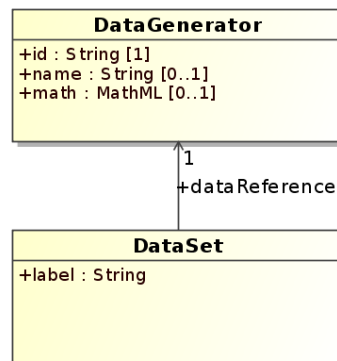 DataGenerator
+id : String [1]
+name : String [0..1]
+math : MathML [0..1]
1
+dataReference
DataSet
+label : String